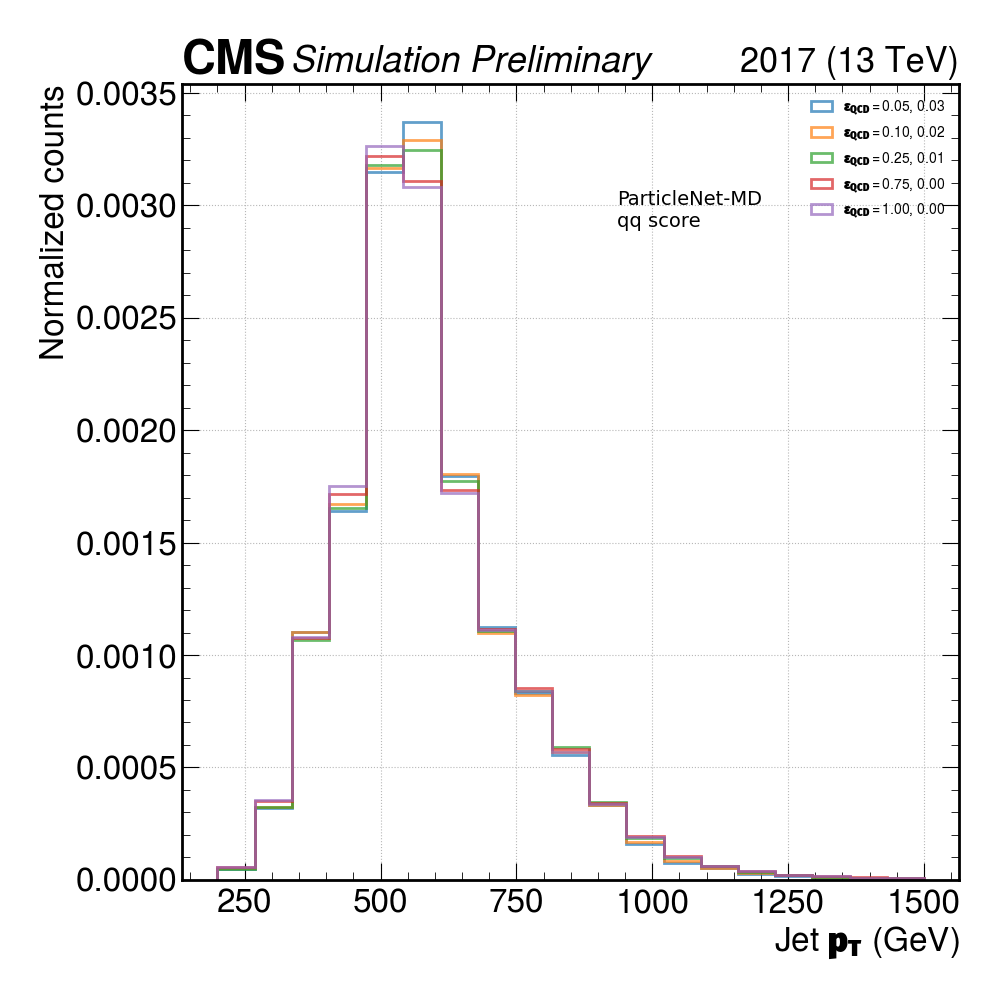 CMS Simulation Preliminary 2017 (13 TeV)
Normalized counts
0.0035
0.0030
0.0025
0.0020
0.0015
0.0010
0.0005
0.0000
εQCD = 0.05, 0.03
εQCD = 0.10, 0.02
εQCD = 0.25, 0.01
εQCD = 0.75, 0.00
εQCD = 1.00, 0.00
ParticleNet-MD
qq score
250 500 750 1000 1250 1500
Jet pT (GeV)